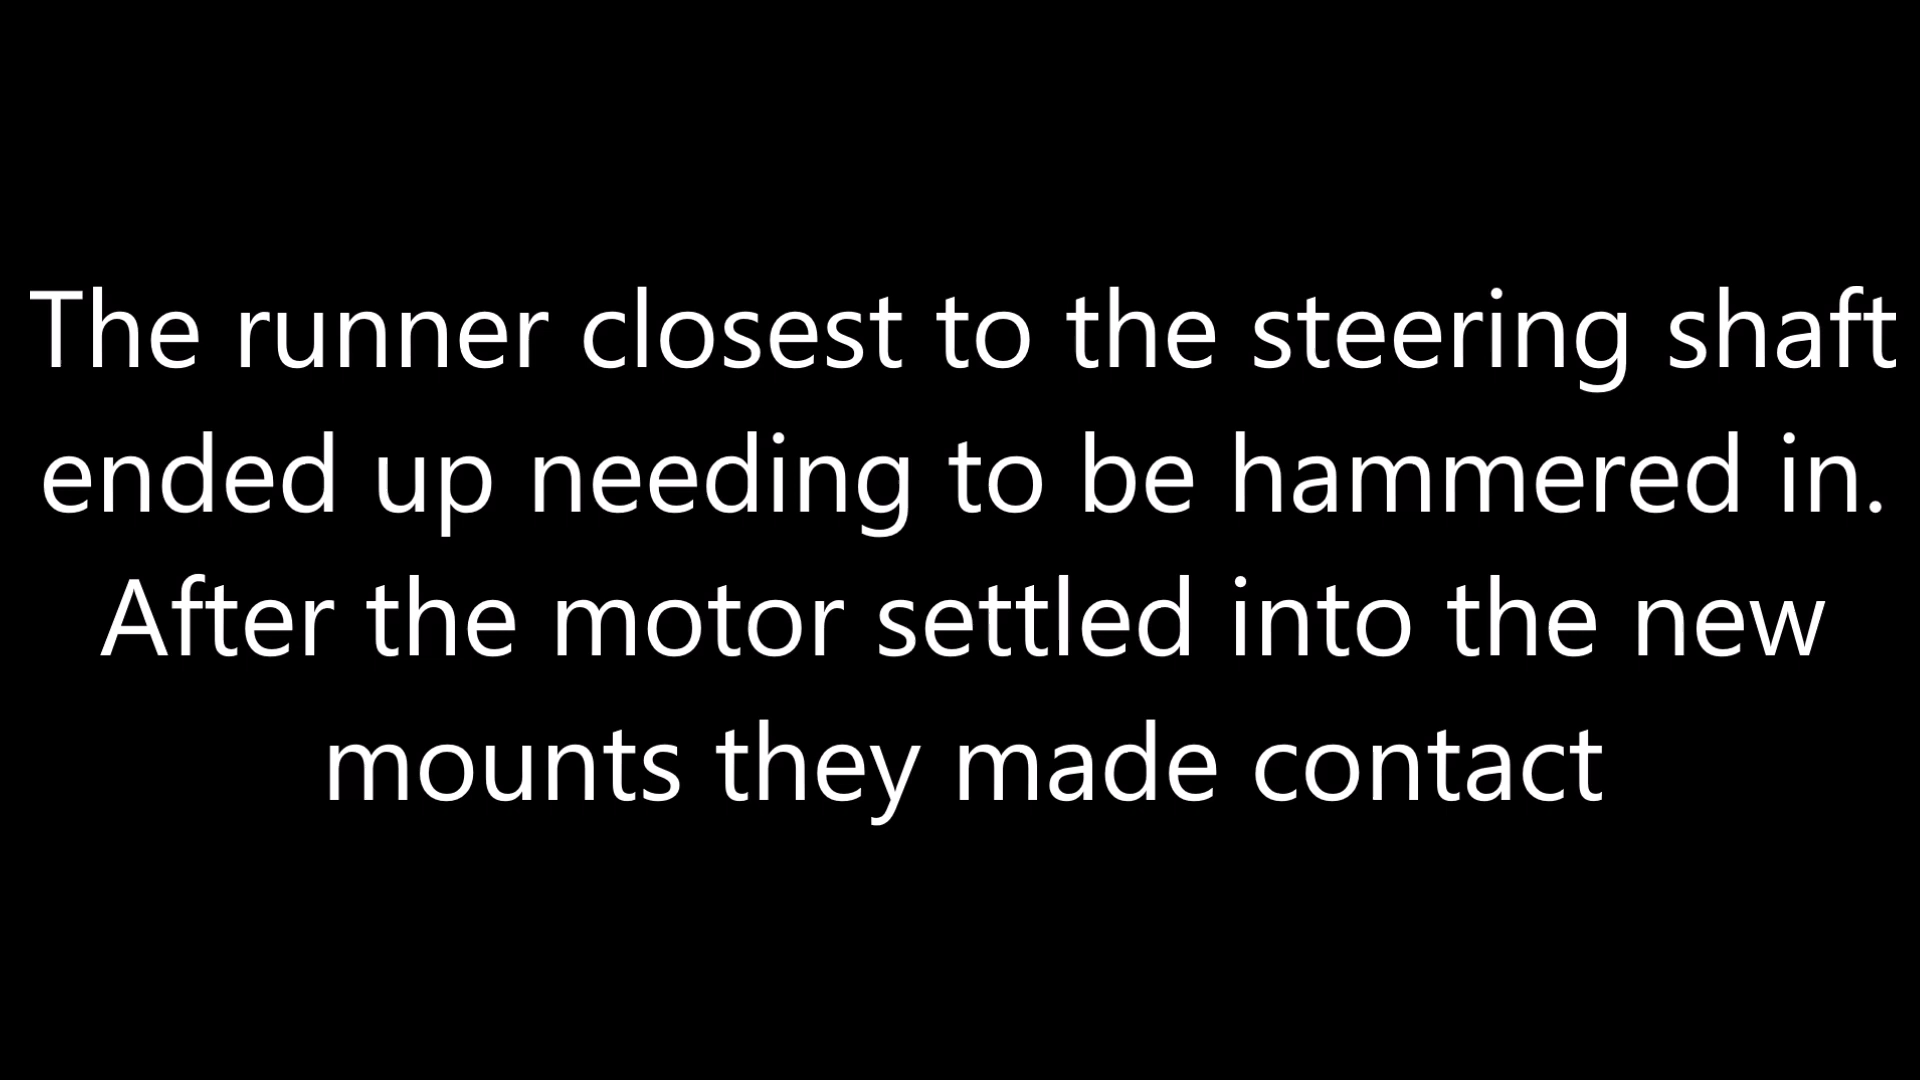 The runner closest to the steering shaft
ended up needing to be hammered in.
After the motor settled into the new
mounts they made contact